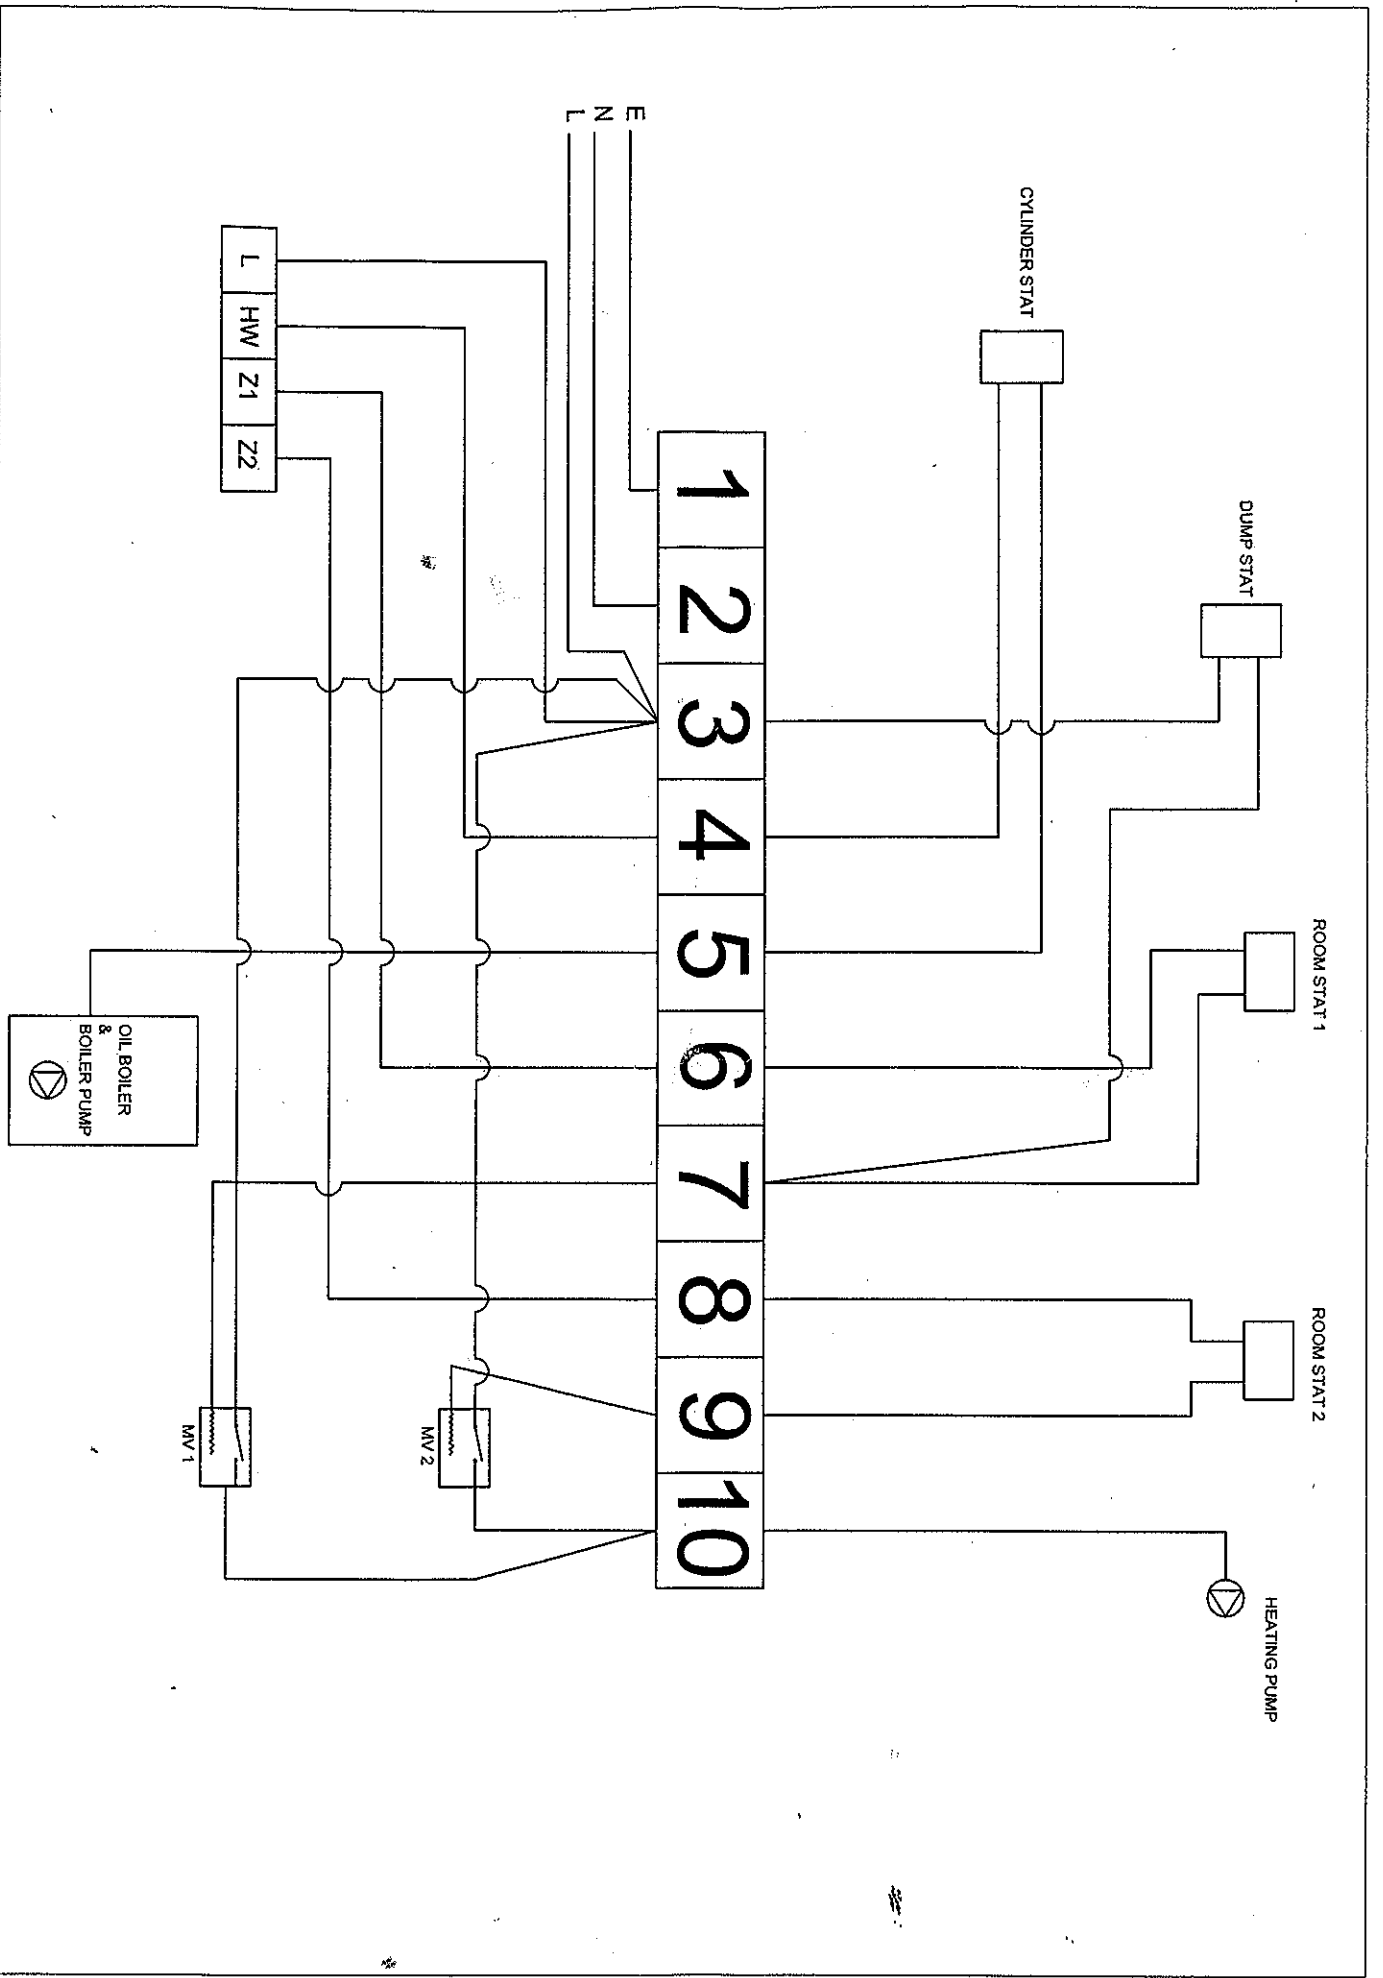 CYLINDER STAT
DUMP STAT
ROOM STAT 1
ROOM STAT 2
HEATING PUMP
E
N
L
1
2
3
4
5
6
7
8
9
10
L
HW
Z1
Z2
OIL BOILER
&
BOILER PUMP
MV 2
MV 1